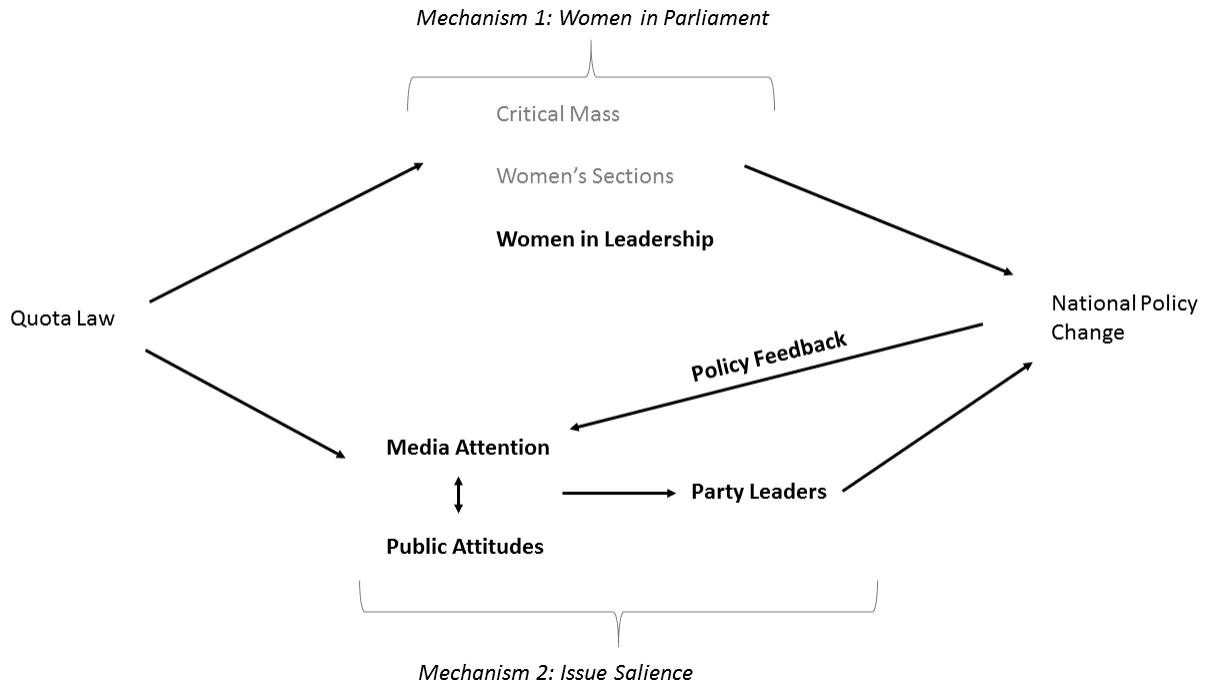 Mechanism 1: Women in Parliament
Critical Mass
Women's Sections
Women in Leadership
Quota Law
National Policy
Change
Policy Feedback
Media Attention
Party Leaders
Public Attitudes
Mechanism 2: Issue Salience